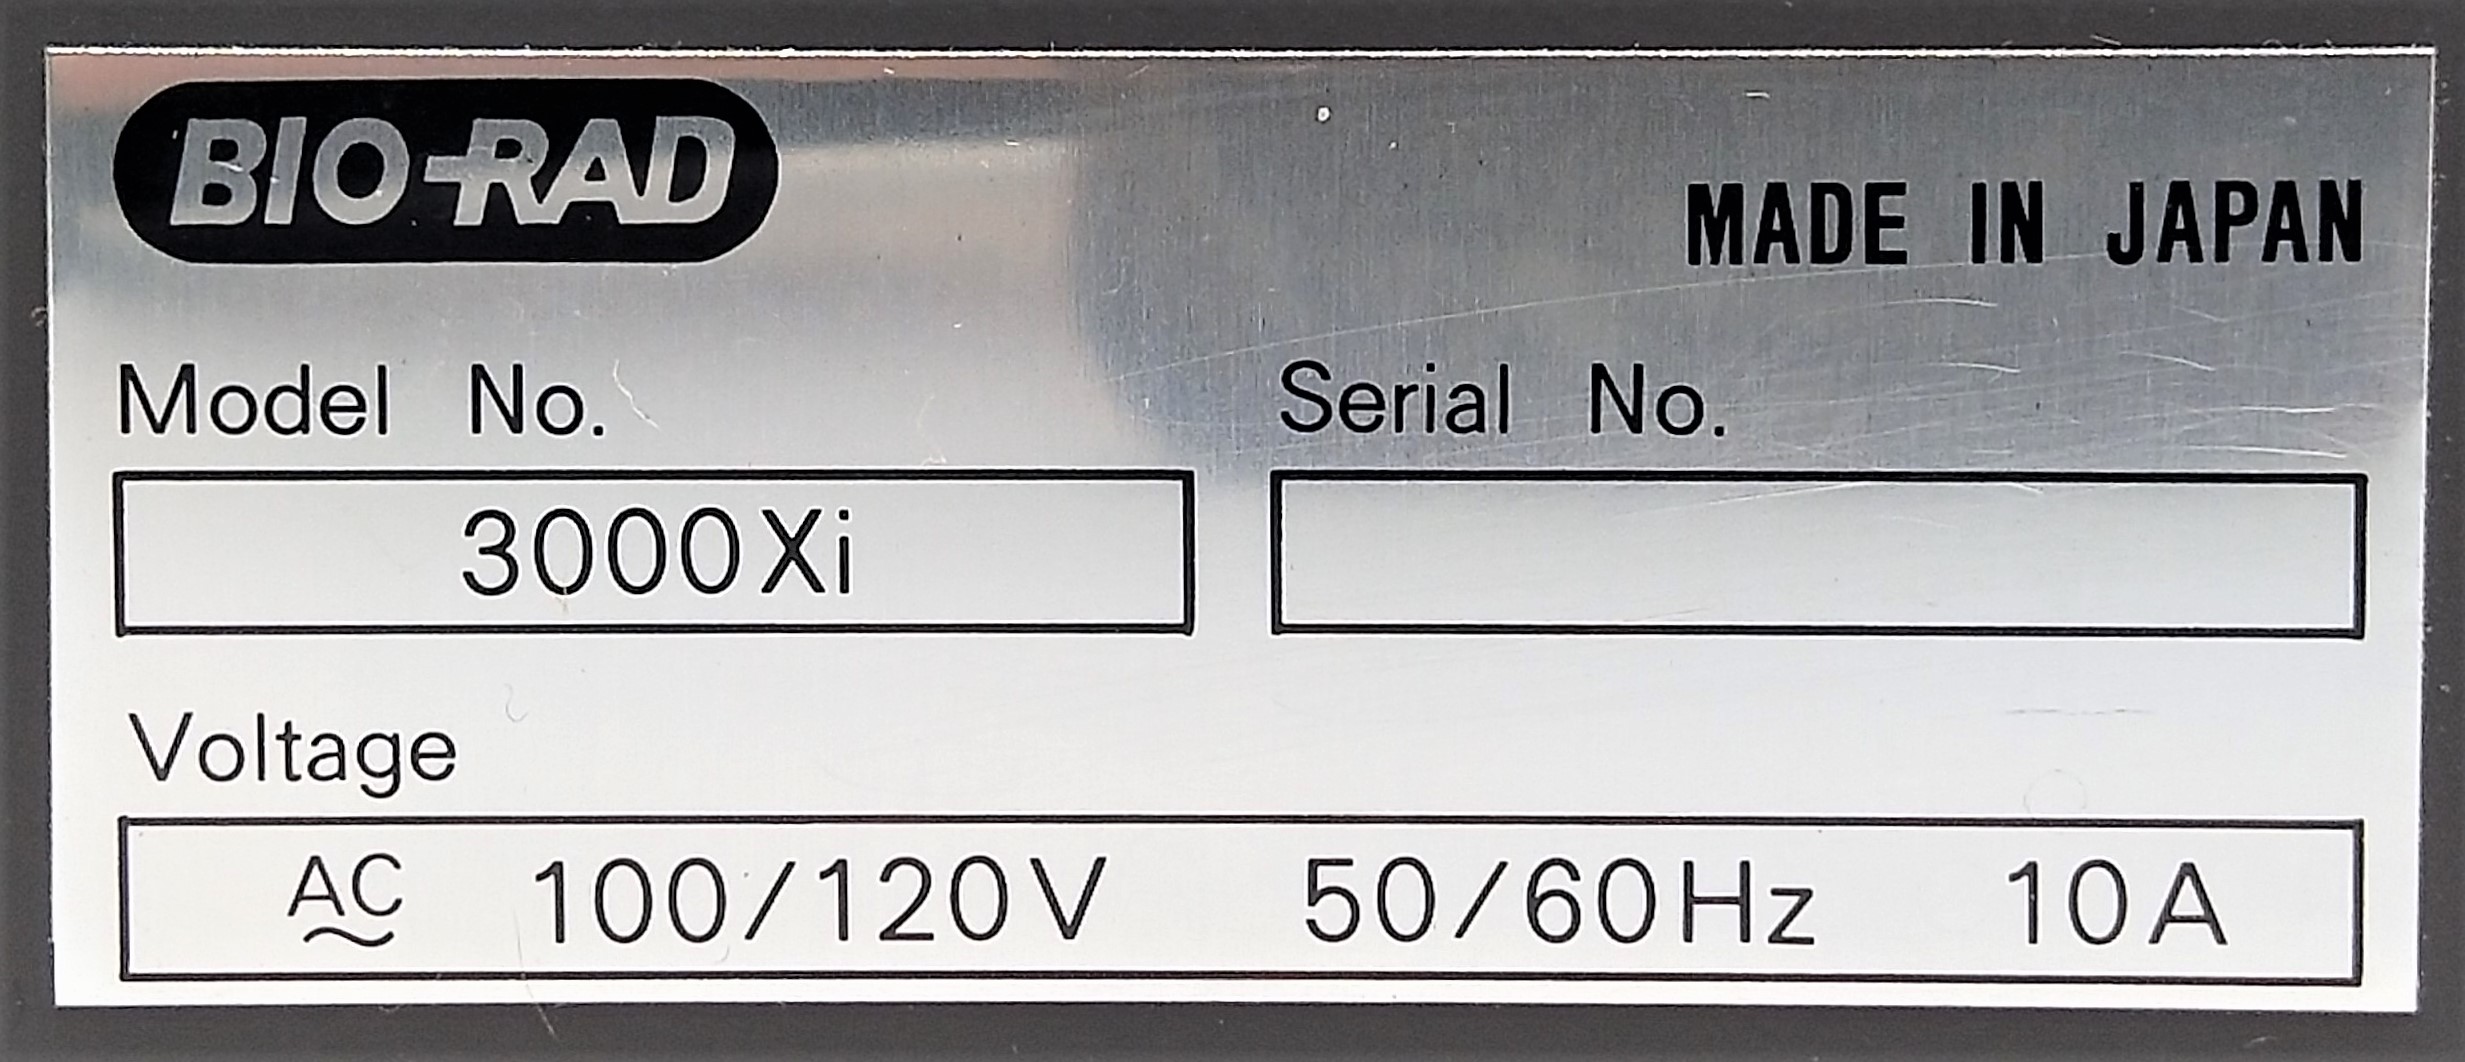 BIO-RAD
MADE IN JAPAN
Model No.
Serial No.
3000Xi
Voltage
AC 100/120V 50/60Hz 10A